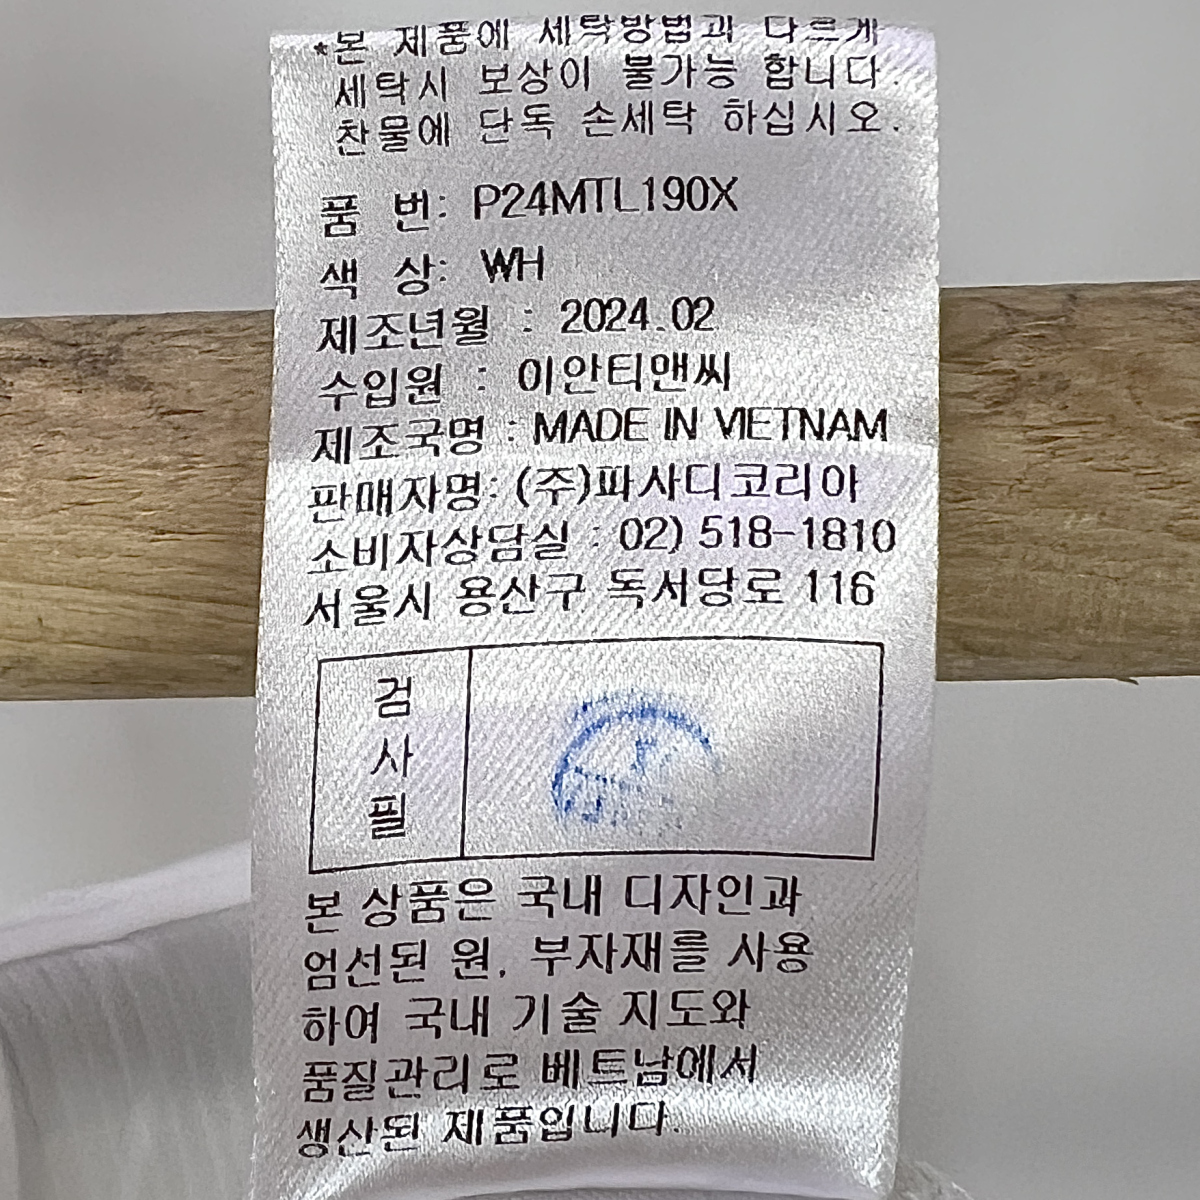 *본 제품에 세탁방법과 다르게
세탁시 보상이 불가능 합니다.
찬물에 단독 손세탁 하십시오.
품 번: P24MTL190X
색 상: WH
제조년월 : 2024.02
수입원 : 이안티앤씨
제조국명 : MADE IN VIETNAM
판매자명: (주)파사디코리아
소비자상담실 : 02) 518-1810
서울시 용산구 독서당로 116
검
사
필
본 상품은 국내 디자인과
엄선된 원, 부자재를 사용
하여 국내 기술 지도와
품질관리로 베트남에서
생산된 제품입니다.